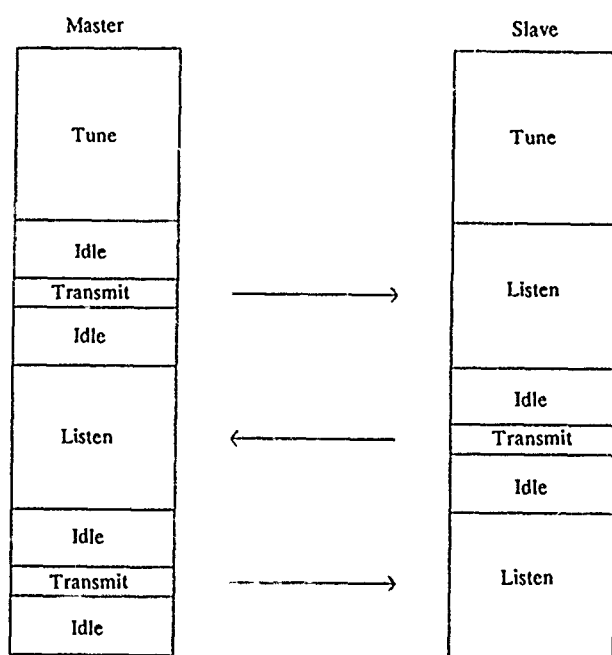 Master
Tune
Idle
Transmit
Idle
Listen
Idle
Transmit
Idle
Slave
Tune
Listen
Idle
Transmit
Idle
Listen